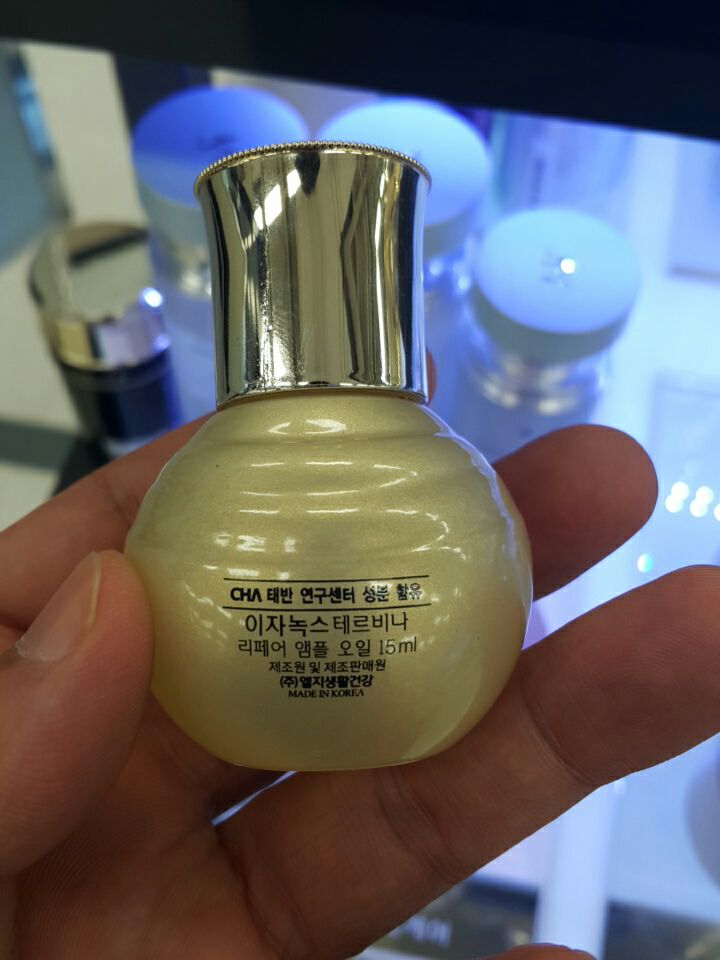 CHA 태반 연구센터 성분 함유
이자녹스 테르비나
리페어 앰플 오일 15ml
제조원 및 제조판매원
(주)엘지생활건강
MADE IN KOREA